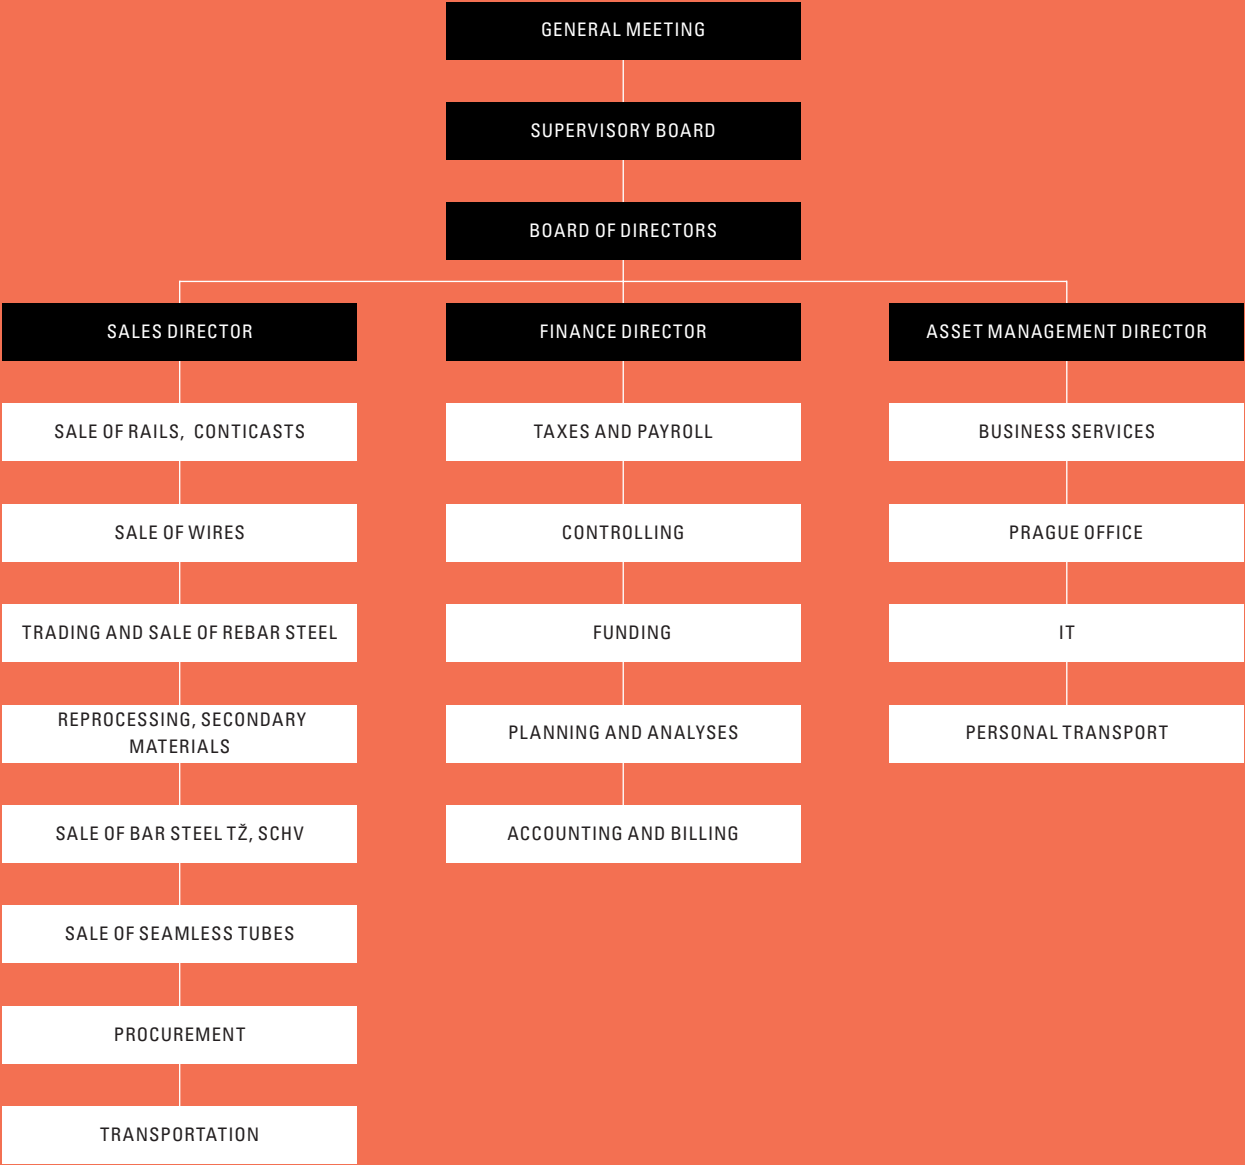 GENERAL MEETING
SUPERVISORY BOARD
BOARD OF DIRECTORS
SALES DIRECTOR
FINANCE DIRECTOR
ASSET MANAGEMENT DIRECTOR
SALE OF RAILS, CONTICASTS
TAXES AND PAYROLL
BUSINESS SERVICES
SALE OF WIRES
CONTROLLING
PRAGUE OFFICE
TRADING AND SALE OF REBAR STEEL
FUNDING
IT
REPROCESSING, SECONDARY
MATERIALS
PLANNING AND ANALYSES
PERSONAL TRANSPORT
SALE OF BAR STEEL TŽ, SCHV
ACCOUNTING AND BILLING
SALE OF SEAMLESS TUBES
PROCUREMENT
TRANSPORTATION